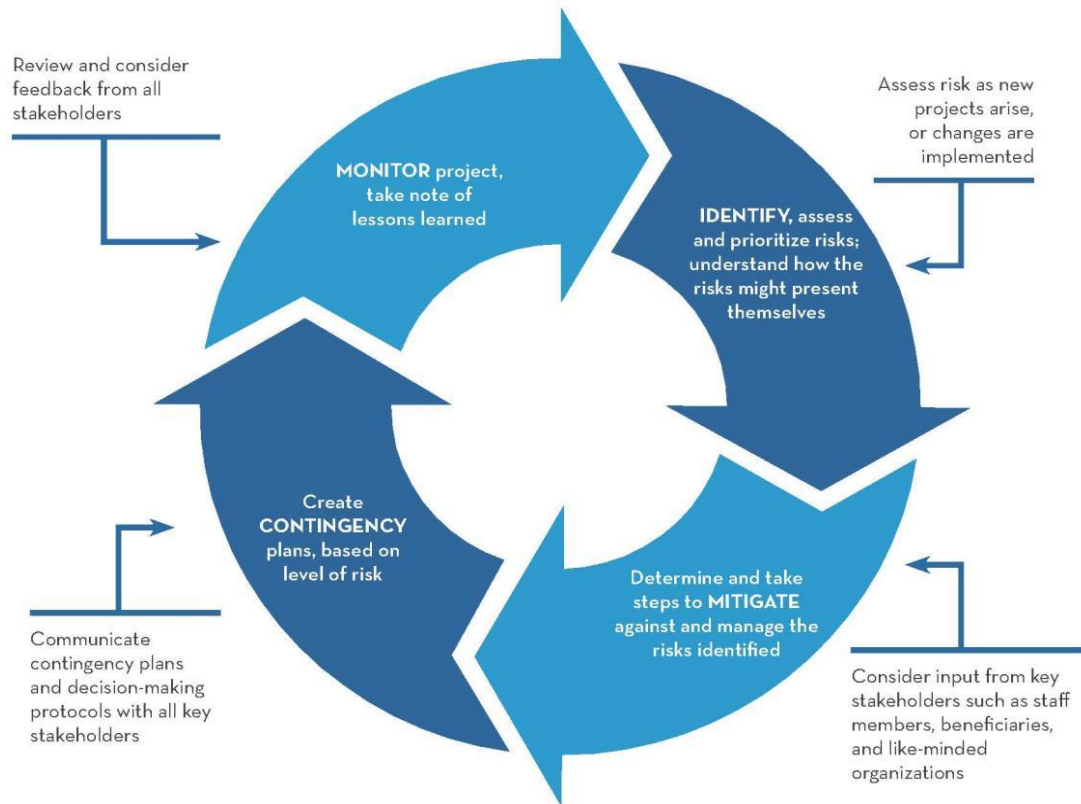 Review and consider
feedback from all
stakeholders
MONITOR project,
take note of
lessons learned
Assess risk as new
projects arise,
or changes are
implemented
IDENTIFY, assess
and prioritize risks;
understand how the
risks might present
themselves
Create
CONTINGENCY
plans, based on
level of risk
Determine and take
steps to MITIGATE
against and manage the
risks identified
Communicate
contingency plans
and decision-making
protocols with all key
stakeholders
Consider input from key
stakeholders such as staff
members, beneficiaries,
and like-minded
organizations